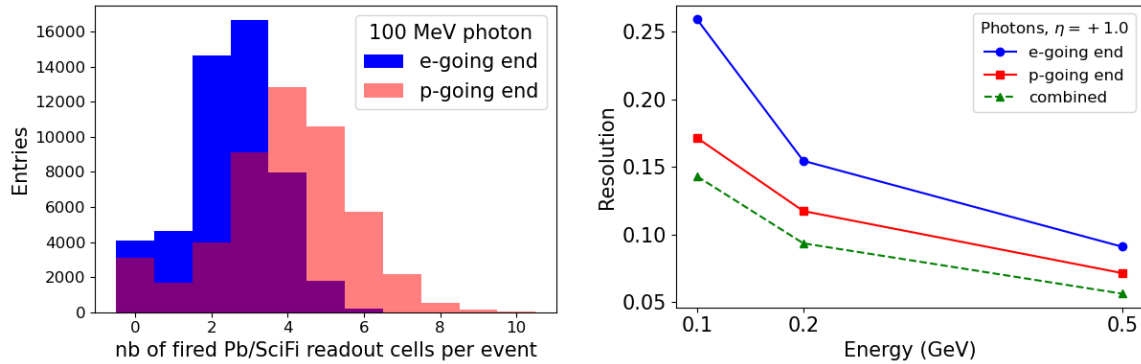 16000
14000
12000
10000
8000
6000
4000
2000
0
Entries
100 MeV photon
e-going end
p-going end
0 2 4 6 8 10
nb of fired Pb/SciFi readout cells per event
0.25
0.20
0.15
0.10
0.05
Resolution
Photons, η = +1.0
e-going end
p-going end
combined
0.1 0.2 0.5
Energy (GeV)